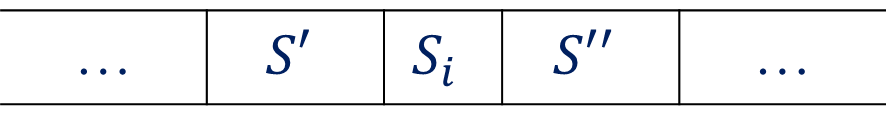 … S′ S_i S″ …